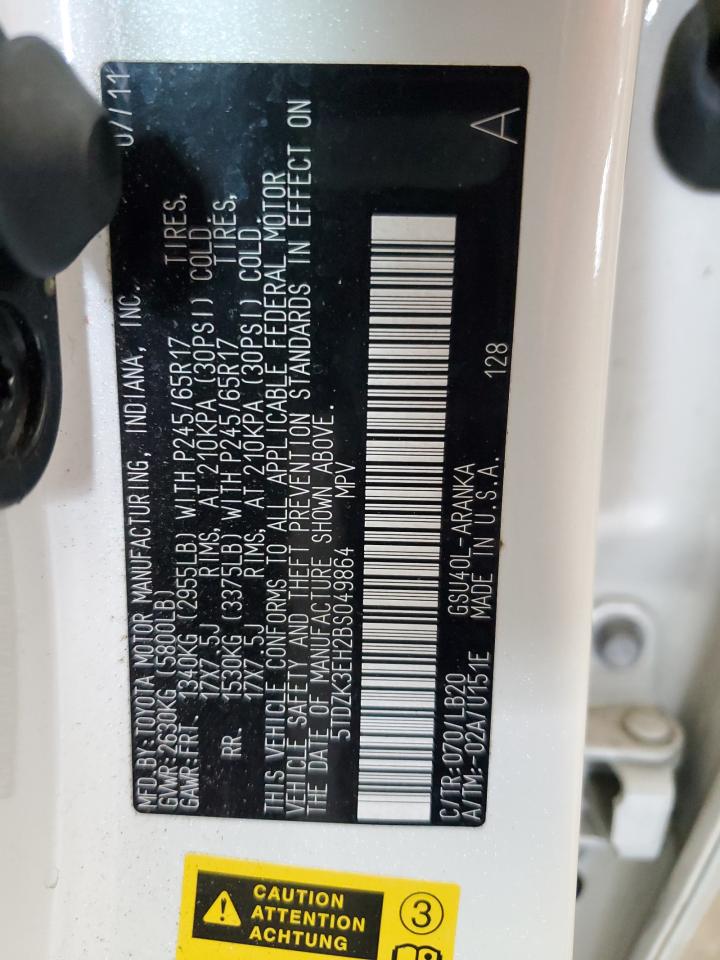 MFD.BY:TOYOTA MOTOR MANUFACTURING, INDIANA, INC. 07/11
GVWR:2630KG (5800LB)
GAWR:FRT 1340KG (2955LB) WITH P245/65R17 TIRES,
17X7.5J RIMS, AT 210KPA (30PSI) COLD
RR. 1530KG (3375LB) WITH P245/65R17 TIRES,
17X7.5J RIMS, AT 210KPA (30PSI) COLD.
THIS VEHICLE CONFORMS TO ALL APPLICABLE FEDERAL MOTOR
VEHICLE SAFETY AND THEFT PREVENTION STANDARDS IN EFFECT ON
THE DATE OF MANUFACTURE SHOWN ABOVE.
5TDZK3EH2BS049864 MPV
C/TR:070/LB20 GSU40L-ARANKA 128 A
A/TM:-02A/U151E MADE IN U.S.A.
CAUTION
ATTENTION
ACHTUNG
3